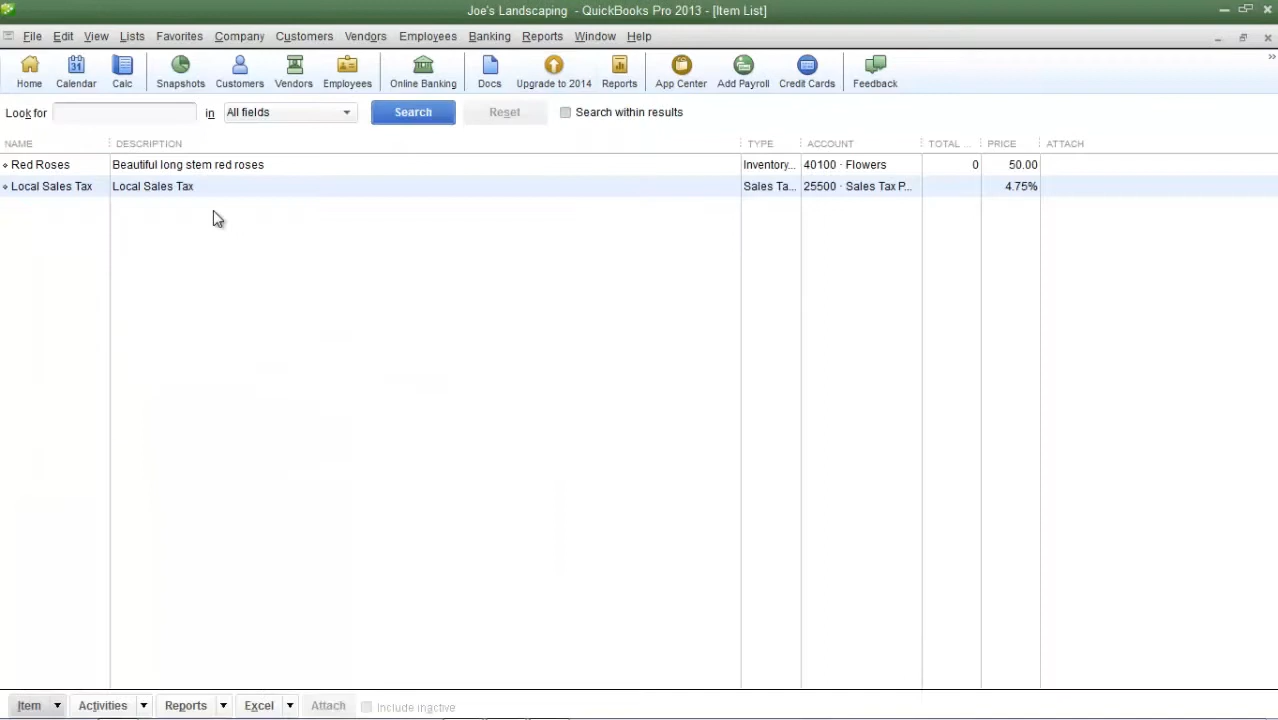 Joe's Landscaping - QuickBooks Pro 2013 - [Item List]
File Edit View Lists Favorites Company Customers Vendors Employees Banking Reports Window Help
31
Home Calendar Calc Snapshots Customers Vendors Employees Online Banking Docs Upgrade to 2014 Reports App Center Add Payroll Credit Cards Feedback
Look for in All fields Search Reset Search within results
NAME DESCRIPTION TYPE ACCOUNT TOTAL ... PRICE ATTACH
Red Roses Beautiful long stem red roses Inventory... 40100 · Flowers 0 50.00
Local Sales Tax Local Sales Tax Sales Ta... 25500 · Sales Tax P... 4.75%
Item Activities Reports Excel Attach Include inactive